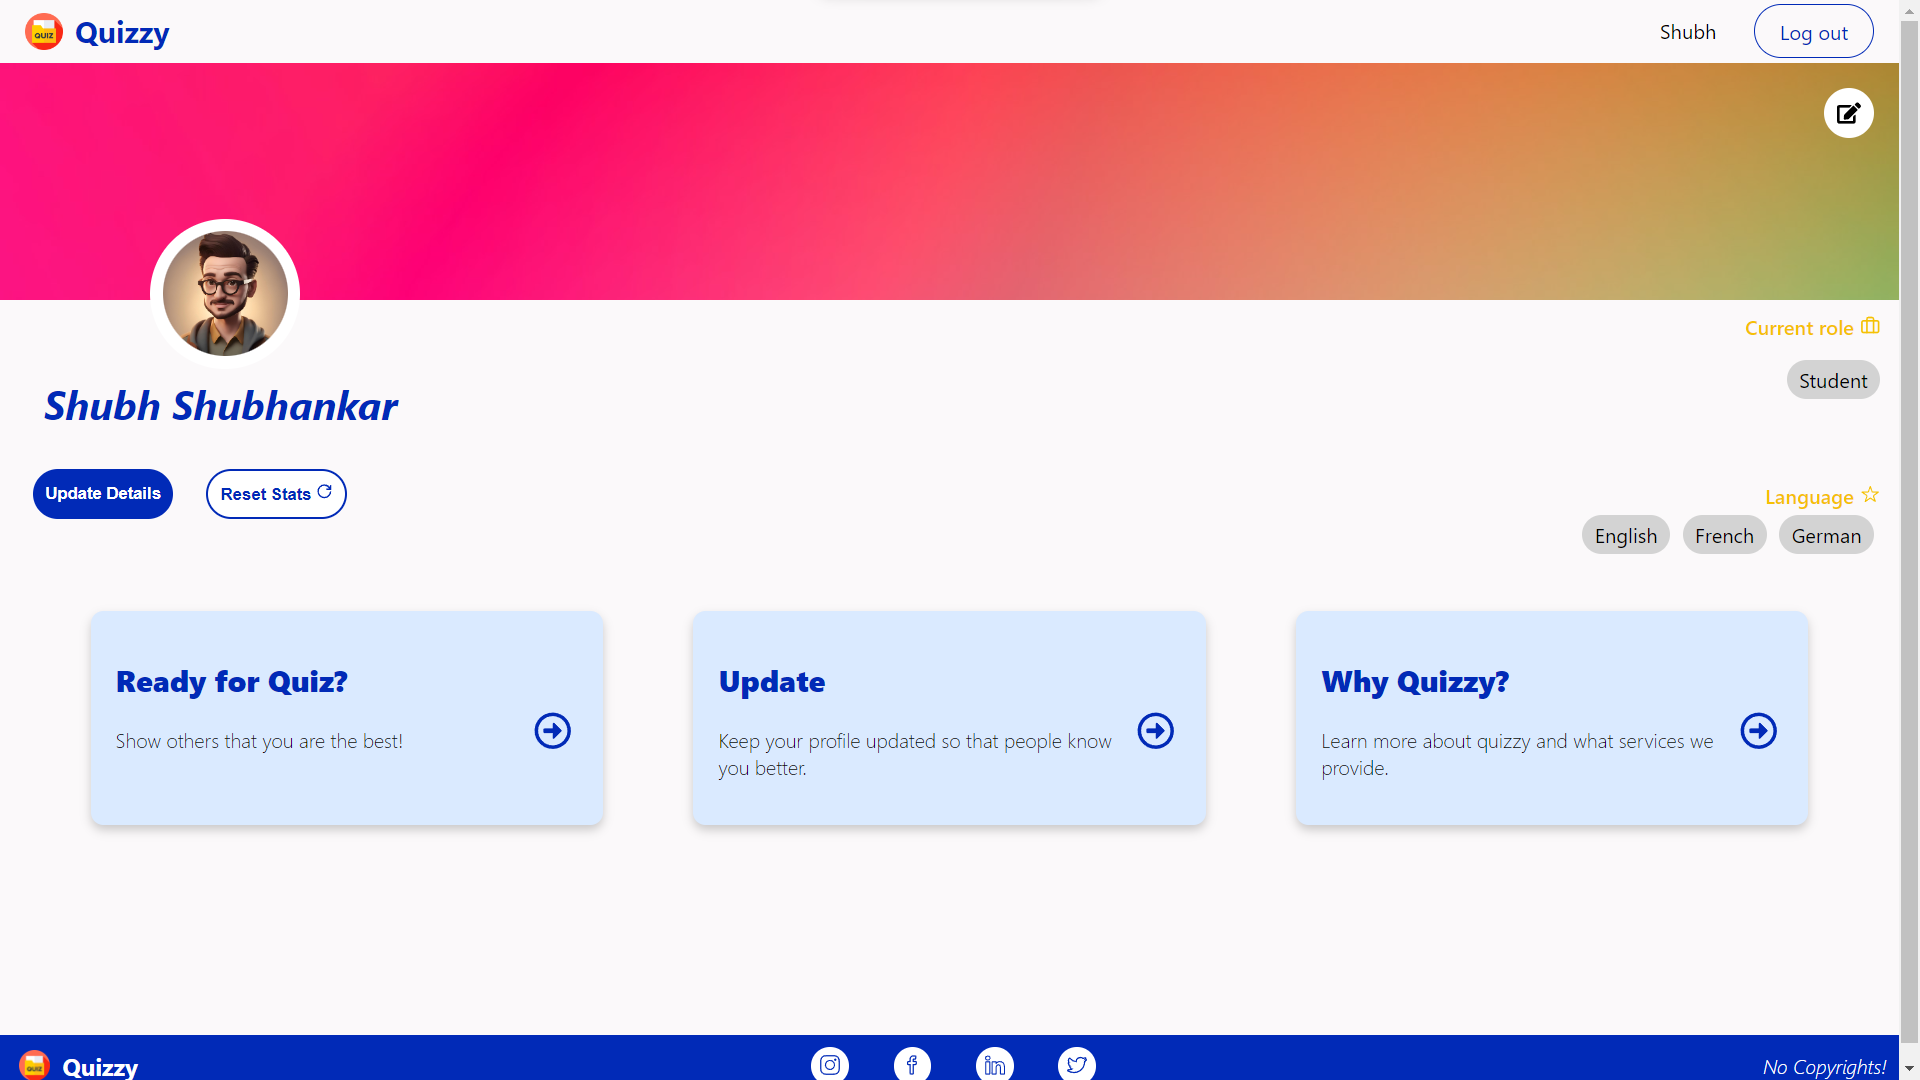 QUIZ Quizzy
Shubh
Log out
Current role
Student
Shubh Shubhankar
Update Details
Reset Stats
Language
English
French
German
Ready for Quiz?
Show others that you are the best!
Update
Keep your profile updated so that people know
you better.
Why Quizzy?
Learn more about quizzy and what services we
provide.
QUIZ Quizzy
No Copyrights!